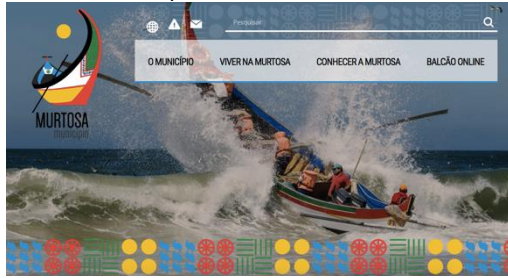 Pesquisar
O MUNICÍPIO
VIVER NA MURTOSA
CONHECER A MURTOSA
BALCÃO ONLINE
MURTOSA
município